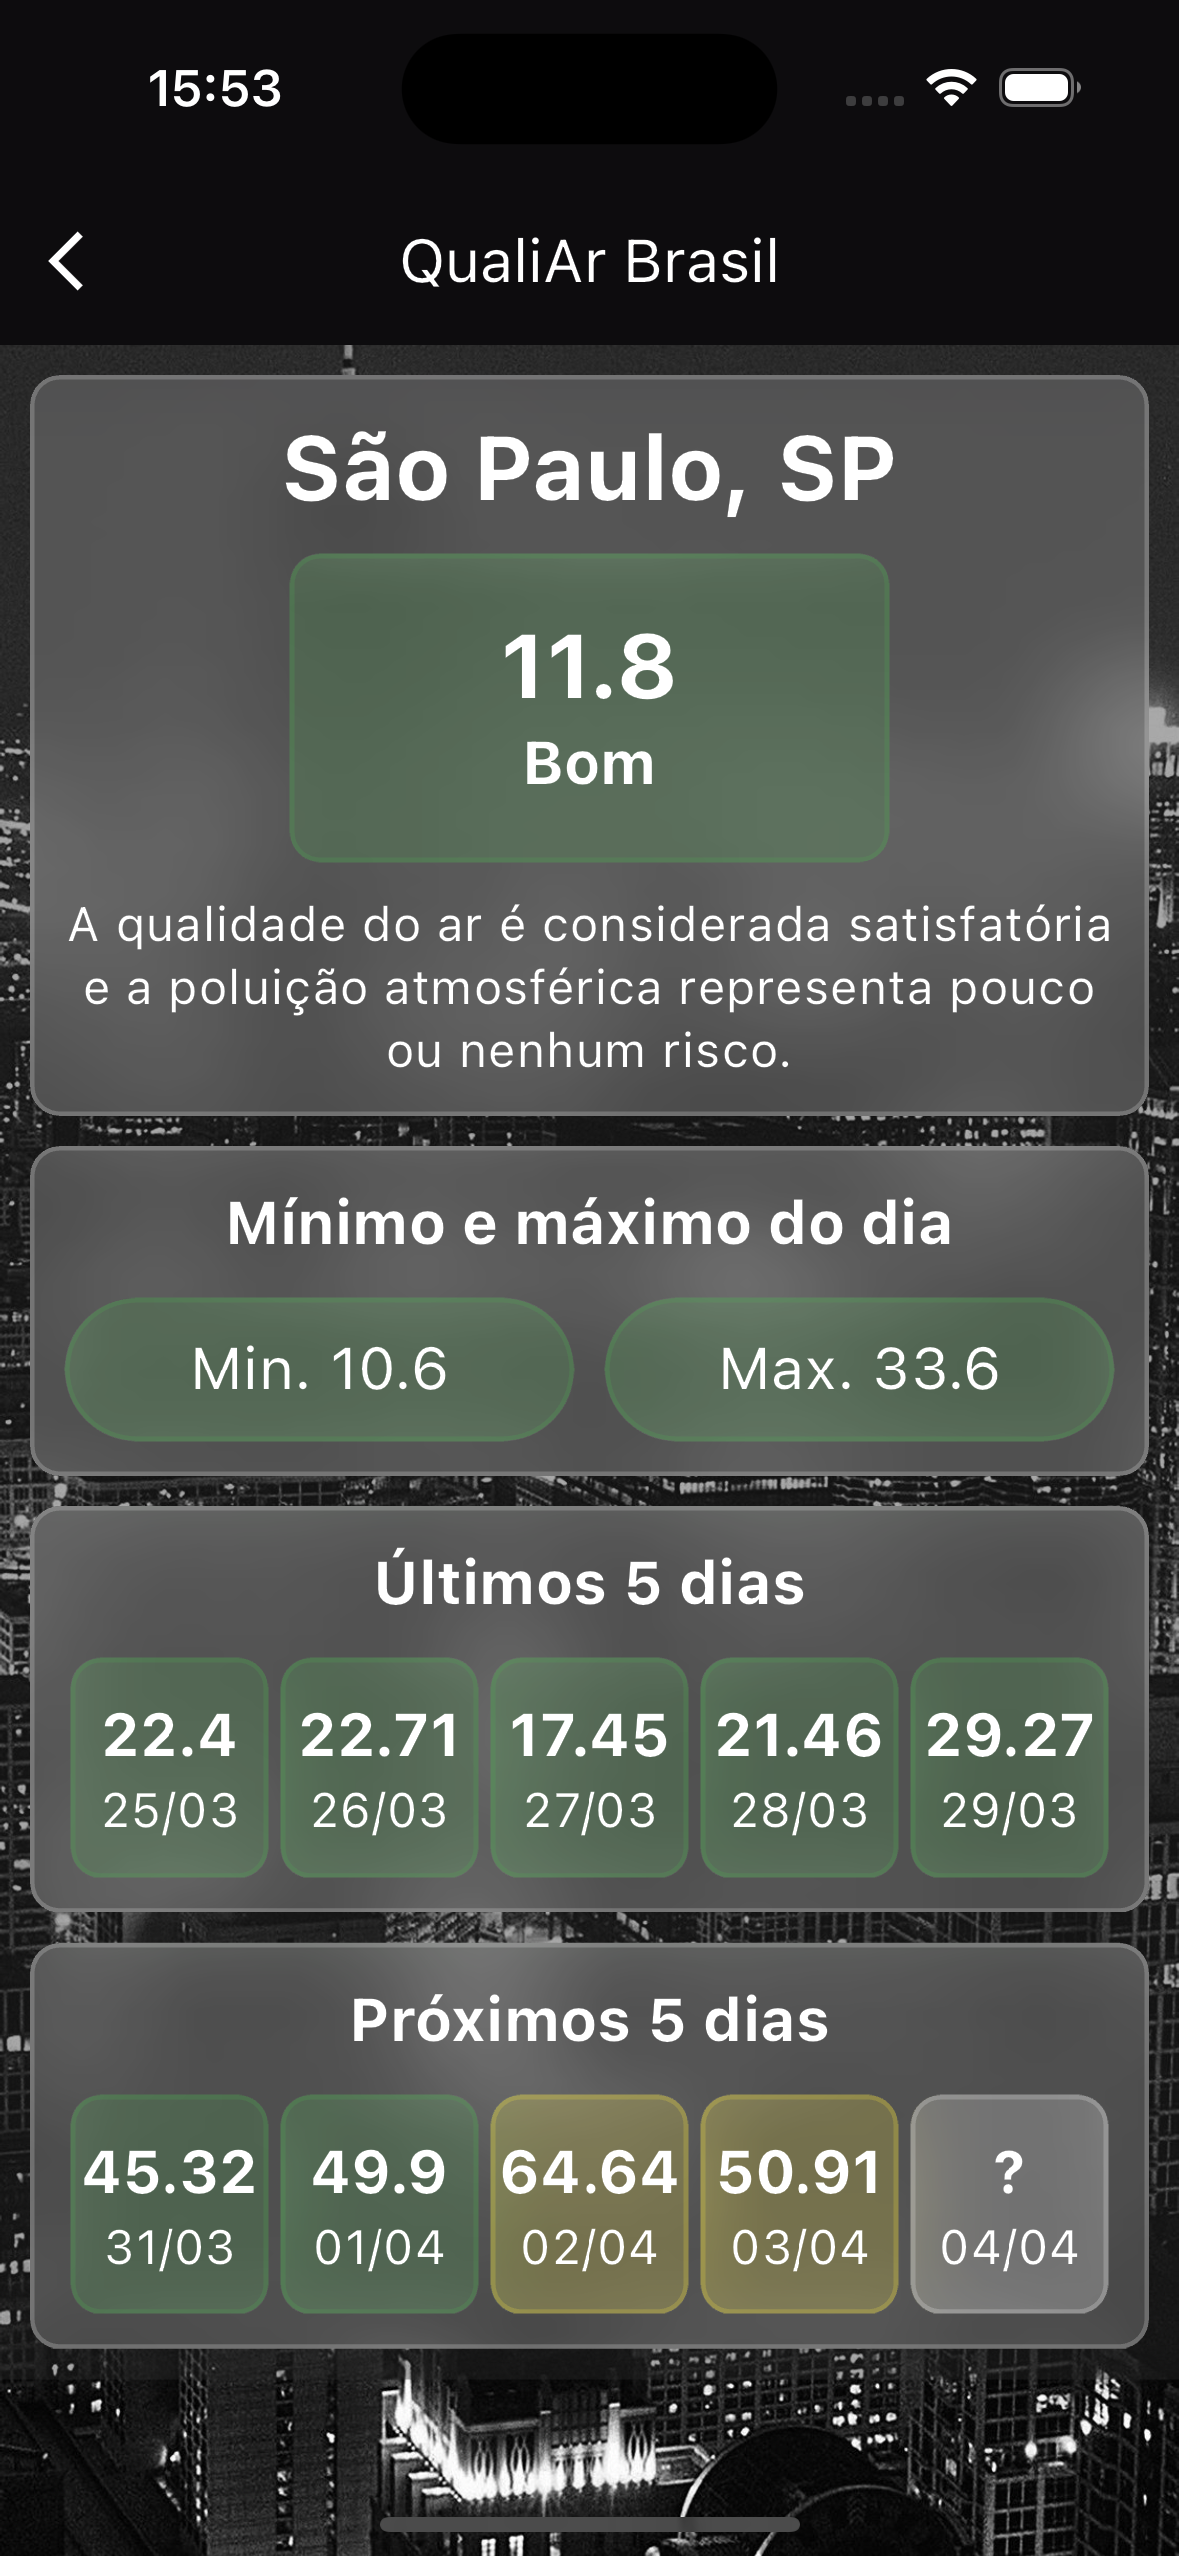 15:53
QualiAr Brasil
São Paulo, SP
11.8
Bom
A qualidade do ar é considerada satisfatória
e a poluição atmosférica representa pouco
ou nenhum risco.
Mínimo e máximo do dia
Min. 10.6 Max. 33.6
Últimos 5 dias
22.4 22.71 17.45 21.46 29.27
25/03 26/03 27/03 28/03 29/03
Próximos 5 dias
45.32 49.9 64.64 50.91 ?
31/03 01/04 02/04 03/04 04/04